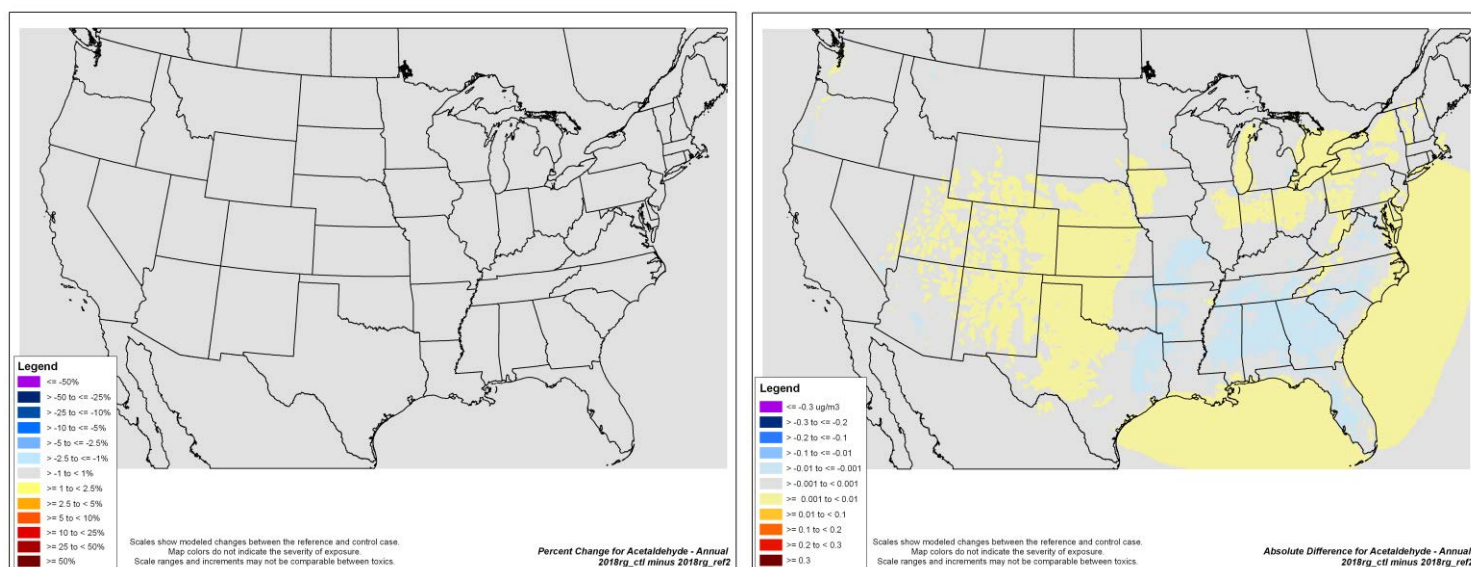 Legend
<= -50%
> -50 to <= -25%
> -25 to <= -10%
> -10 to <= -5%
> -5 to <= -2.5%
> -2.5 to <= -1%
> -1 to < 1%
>= 1 to < 2.5%
>= 2.5 to < 5%
>= 5 to < 10%
>= 10 to < 25%
>= 25 to < 50%
>= 50%
Scales show modeled changes between the reference and control case.
Map colors do not indicate the severity of exposure.
Scale ranges and increments may not be comparable between toxics.
Percent Change for Acetaldehyde - Annual
2018rg_ctl minus 2018rg_ref2
Legend
<= -0.3 ug/m3
> -0.3 to <= -0.2
> -0.2 to <= -0.1
> -0.1 to <= -0.01
> -0.01 to <= -0.001
> -0.001 to < 0.001
>= 0.001 to < 0.01
>= 0.01 to < 0.1
>= 0.1 to < 0.2
>= 0.2 to < 0.3
>= 0.3
Scales show modeled changes between the reference and control case.
Map colors do not indicate the severity of exposure.
Scale ranges and increments may not be comparable between toxics.
Absolute Difference for Acetaldehyde - Annual
2018rg_ctl minus 2018rg_ref2